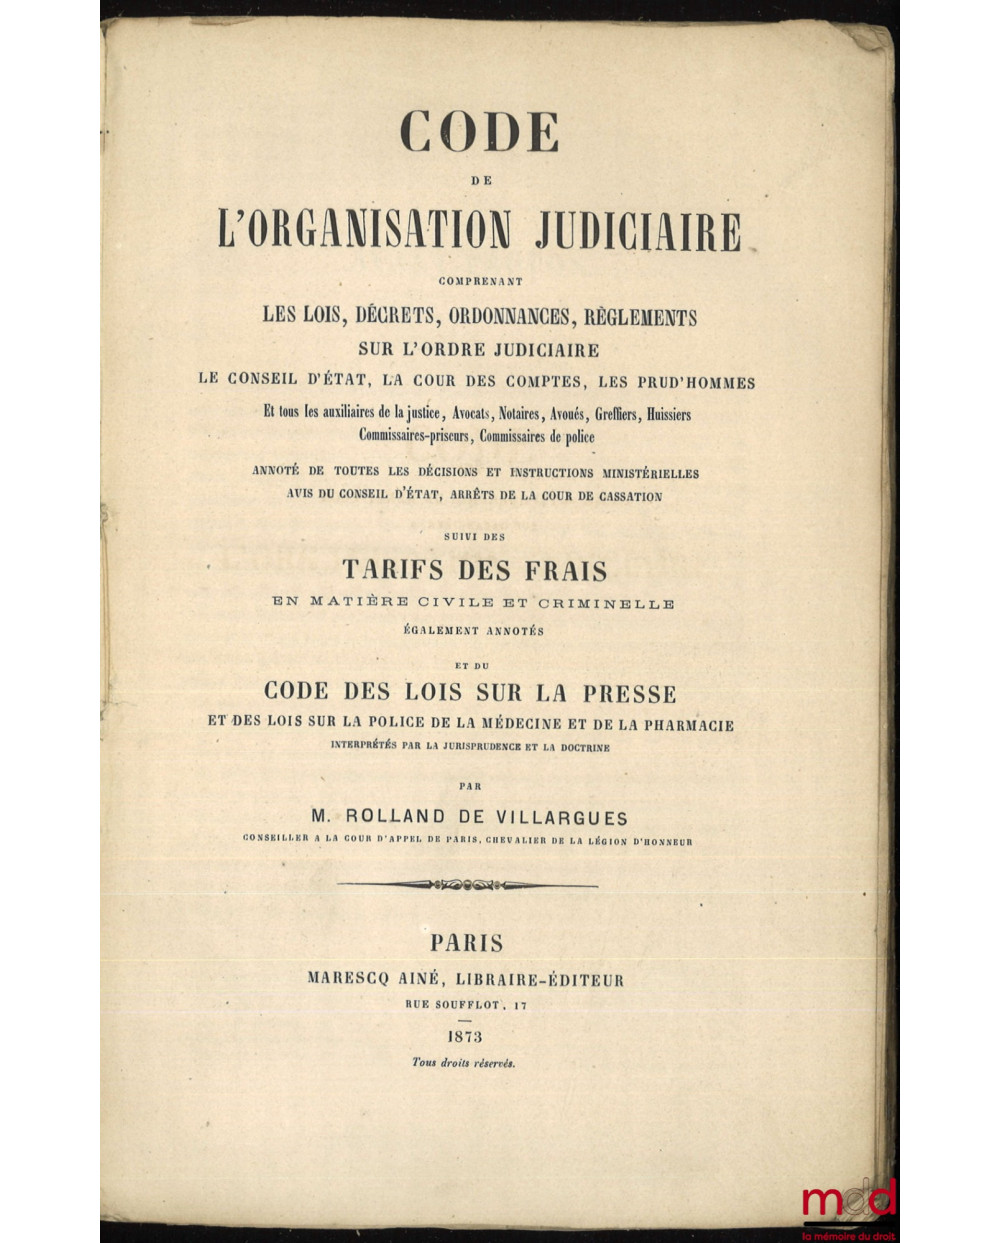 CODE
DE
L'ORGANISATION JUDICIAIRE
COMPRENANT
LES LOIS, DÉCRETS, ORDONNANCES, RÈGLEMENTS
SUR L'ORDRE JUDICIAIRE
LE CONSEIL D'ÉTAT, LA COUR DES COMPTES, LES PRUD'HOMMES
Et tous les auxiliaires de la justice, Avocats, Notaires, Avoués, Greffiers, Huissiers
Commissaires-priseurs, Commissaires de police
ANNOTÉ DE TOUTES LES DÉCISIONS ET INSTRUCTIONS MINISTÉRIELLES
AVIS DU CONSEIL D'ÉTAT, ARRÊTS DE LA COUR DE CASSATION
SUIVI DES
TARIFS DES FRAIS
EN MATIÈRE CIVILE ET CRIMINELLE
ÉGALEMENT ANNOTÉS
ET DU
CODE DES LOIS SUR LA PRESSE
ET DES LOIS SUR LA POLICE DE LA MÉDECINE ET DE LA PHARMACIE
INTERPRÉTÉS PAR LA JURISPRUDENCE ET LA DOCTRINE
PAR
M. ROLLAND DE VILLARGUES
CONSEILLER A LA COUR D'APPEL DE PARIS, CHEVALIER DE LA LÉGION D'HONNEUR
PARIS
MARESCQ AINÉ, LIBRAIRE-ÉDITEUR
RUE SOUFFLOT, 17
1873
Tous droits réservés.
mdd
la mémoire du droit